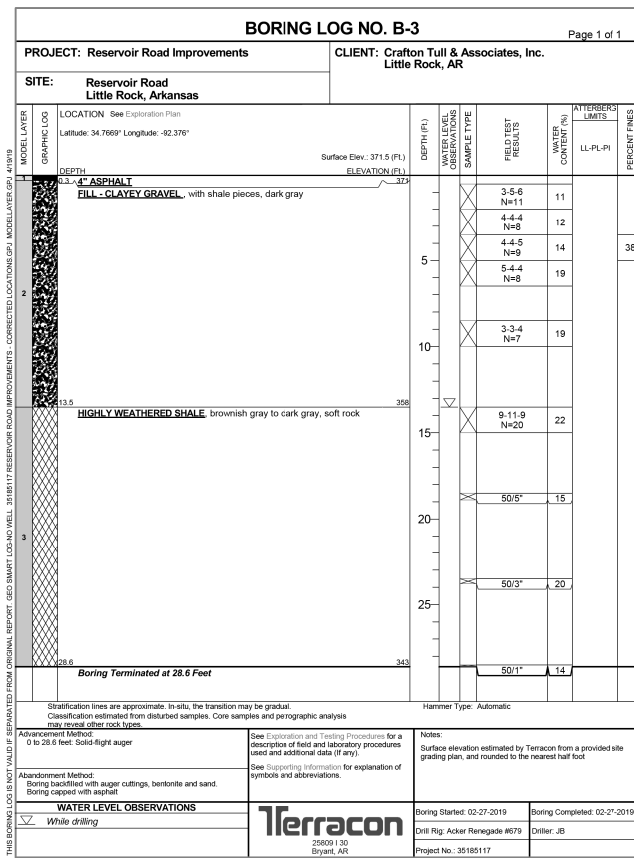 BORING LOG NO. B-3
Page 1 of 1
PROJECT: Reservoir Road Improvements
CLIENT: Crafton Tull & Associates, Inc.
Little Rock, AR
SITE: Reservoir Road
Little Rock, Arkansas
MODEL LAYER
GRAPHIC LOG
LOCATION See Exploration Plan
Latitude: 34.7669° Longitude: -92.376°
Surface Elev.: 371.5 (Ft.)
DEPTH
ELEVATION (Ft.)
DEPTH (Ft.)
WATER LEVEL
OBSERVATIONS
SAMPLE TYPE
FIELD TEST
RESULTS
WATER
CONTENT (%)
ATTERBERG
LIMITS
LL-PL-PI
PERCENT FINES
1
0.3 4" ASPHALT 371
FILL - CLAYEY GRAVEL , with shale pieces, dark gray
3-5-6
N=11
11
4-4-4
N=8
12
4-4-5
N=9
14
38
5
5-4-4
N=8
19
2
3-3-4
N=7
19
10
13.5 358
HIGHLY WEATHERED SHALE, brownish gray to cark gray, soft rock
9-11-9
N=20
22
15
50/5" 15
20
3
50/3" 20
25
28.6 343
Boring Terminated at 28.6 Feet
50/1" 14
Stratification lines are approximate. In-situ, the transition may be gradual.
Classification estimated from disturbed samples. Core samples and perographic analysis
may reveal other rock types.
Hammer Type: Automatic
Advancement Method:
0 to 28.6 feet: Solid-flight auger
Abandonment Method:
Boring backfilled with auger cuttings, bentonite and sand.
Boring capped with asphalt
See Exploration and Testing Procedures for a
descriptio of field and laboratory procedures
used and additional data (If any).
See Supporting Information for explanation of
symbols and abbreviations.
Notes:
Surface elevation estimated by Terracon from a provided site
grading plan, and rounded to the nearest half foot
WATER LEVEL OBSERVATIONS
While drilling
Terracon
25809 I 30
Bryant, AR
Boring Started: 02-27-2019
Boring Completed: 02-27-2019
Drill Rig: Acker Renegade #679
Driller: JB
Project No.: 35185117
THIS BORING LOG IS NOT VALID IF SEPARATED FROM ORIGINAL REPORT. GEO SMART LOG-NO WELL 35185117 RESERVOIR ROAD IMPROVEMENTS - CORRECTED LOCATIONS.GPJ MODELLAYER.GPJ 4/19/19